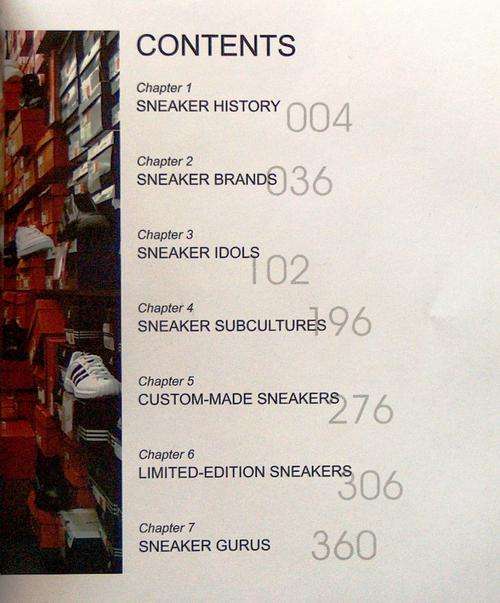 CONTENTS
Chapter 1
SNEAKER HISTORY 004
Chapter 2
SNEAKER BRANDS 036
Chapter 3
SNEAKER IDOLS 102
Chapter 4
SNEAKER SUBCULTURES 196
Chapter 5
CUSTOM-MADE SNEAKERS 276
Chapter 6
LIMITED-EDITION SNEAKERS 306
Chapter 7
SNEAKER GURUS 360